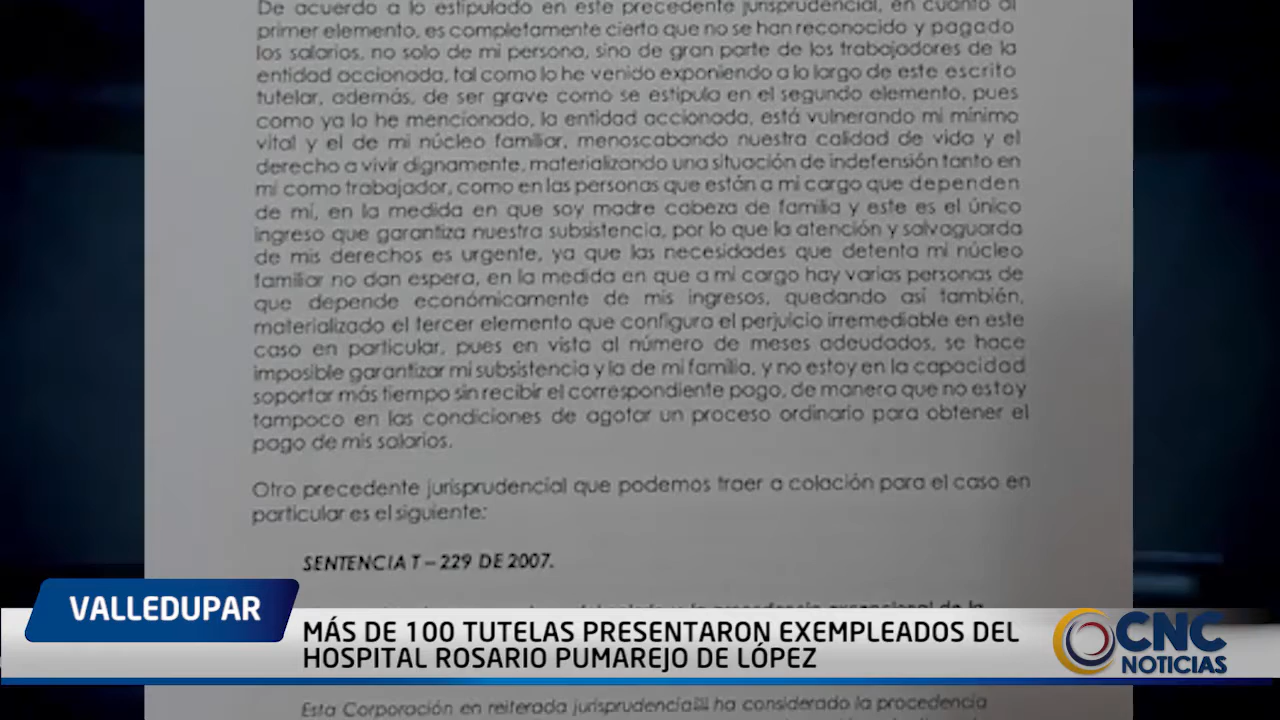 De acuerdo a lo estipulado en este precedente jurisprudencial, en cuanto al
primer elemento, es completamente cierto que no se han reconocido y pagado
los salarios, no solo de mi persona, sino de gran parte de los trabajadores de la
entidad accionada, tal como lo he venido exponiendo a lo largo de este escrito
tutelar, además, de ser grave como se estipula en el segundo elemento, pues
como ya lo he mencionado, la entidad accionada, está vulnerando mi mínimo
vital y el de mi núcleo familiar, menoscabando nuestra calidad de vida y el
derecho a vivir dignamente, materializando una situación de indefensión tanto en
mi como trabajador, como en las personas que están a mi cargo que dependen
de mí, en la medida en que soy madre cabeza de familia y este es el único
ingreso que garantiza nuestra subsistencia, por lo que la atención y salvaguarda
de mis derechos es urgente, ya que las necesidades que detenta mi núcleo
familiar no dan espera, en la medida en que a mi cargo hay varias personas de
que depende económicamente de mis ingresos, quedando así también,
materializado el tercer elemento que configura el perjuicio irremediable en este
caso en particular, pues en vista al número de meses adeudados, se hace
imposible garantizar mi subsistencia y la de mi familia, y no estoy en la capacidad
soportar más tiempo sin recibir el correspondiente pago, de manera que no estoy
tampoco en las condiciones de agotar un proceso ordinario para obtener el
pago de mis salarios.
Otro precedente jurisprudencial que podemos traer a colación para el caso en
particular es el siguiente:
SENTENCIA T – 229 DE 2007.
VALLEDUPAR
MÁS DE 100 TUTELAS PRESENTARON EXEMPLEADOS DEL
HOSPITAL ROSARIO PUMAREJO DE LÓPEZ
CNC
NOTICIAS
Esta Corporación en reiterada jurisprudencia ha considerado la procedencia